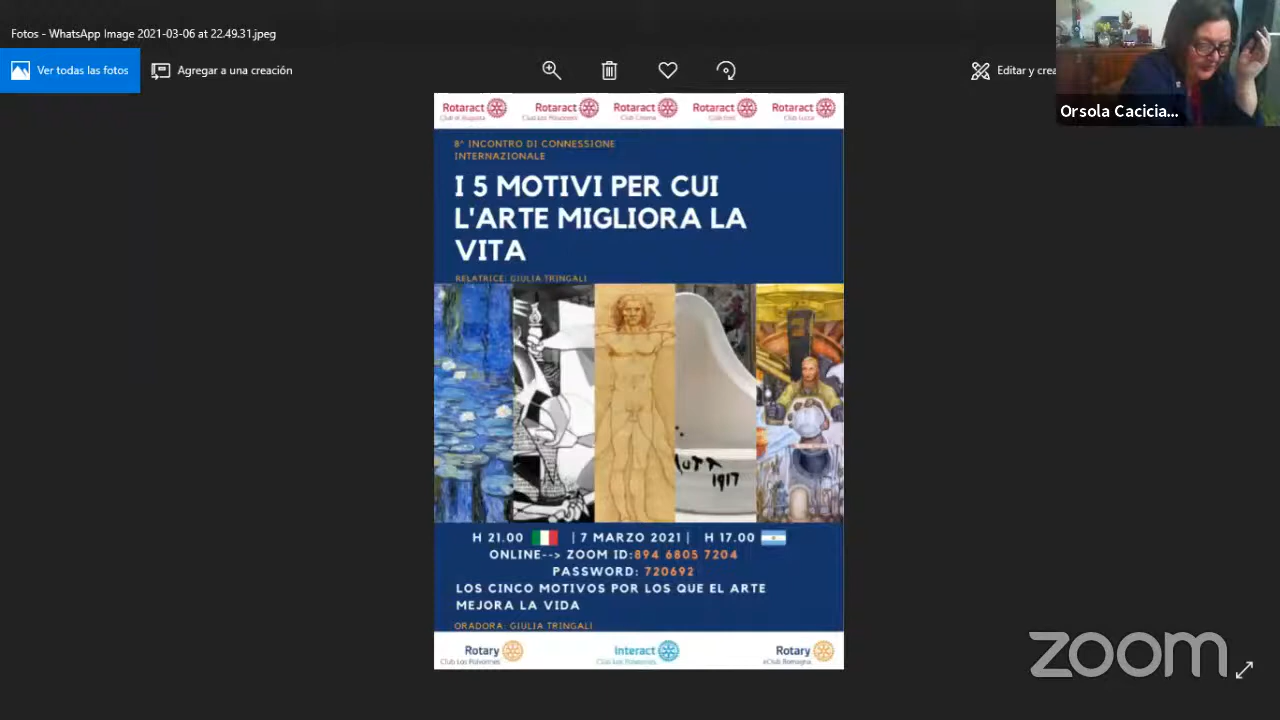 Fotos - WhatsApp Image 2021-03-06 at 22.49.31.jpeg
Ver todas las fotos
Agregar a una creación
Editar y crea
Orsola Cacicia...
Rotaract
Rotaract
Rotaract
Rotaract
Rotaract
8^ INCONTRO DI CONNESSIONE
INTERNAZIONALE
I 5 MOTIVI PER CUI
L'ARTE MIGLIORA LA
VITA
RELATRICE: GIULIA TRINGALI
1917
H 21.00 | 7 MARZO 2021 | H 17.00
ONLINE--> ZOOM ID:894 6805 7204
PASSWORD: 720692
LOS CINCO MOTIVOS POR LOS QUE EL ARTE
MEJORA LA VIDA
ORADORA: GIULIA TRINGALI
Rotary
Interact
Rotary
eClub Romagna
zoom